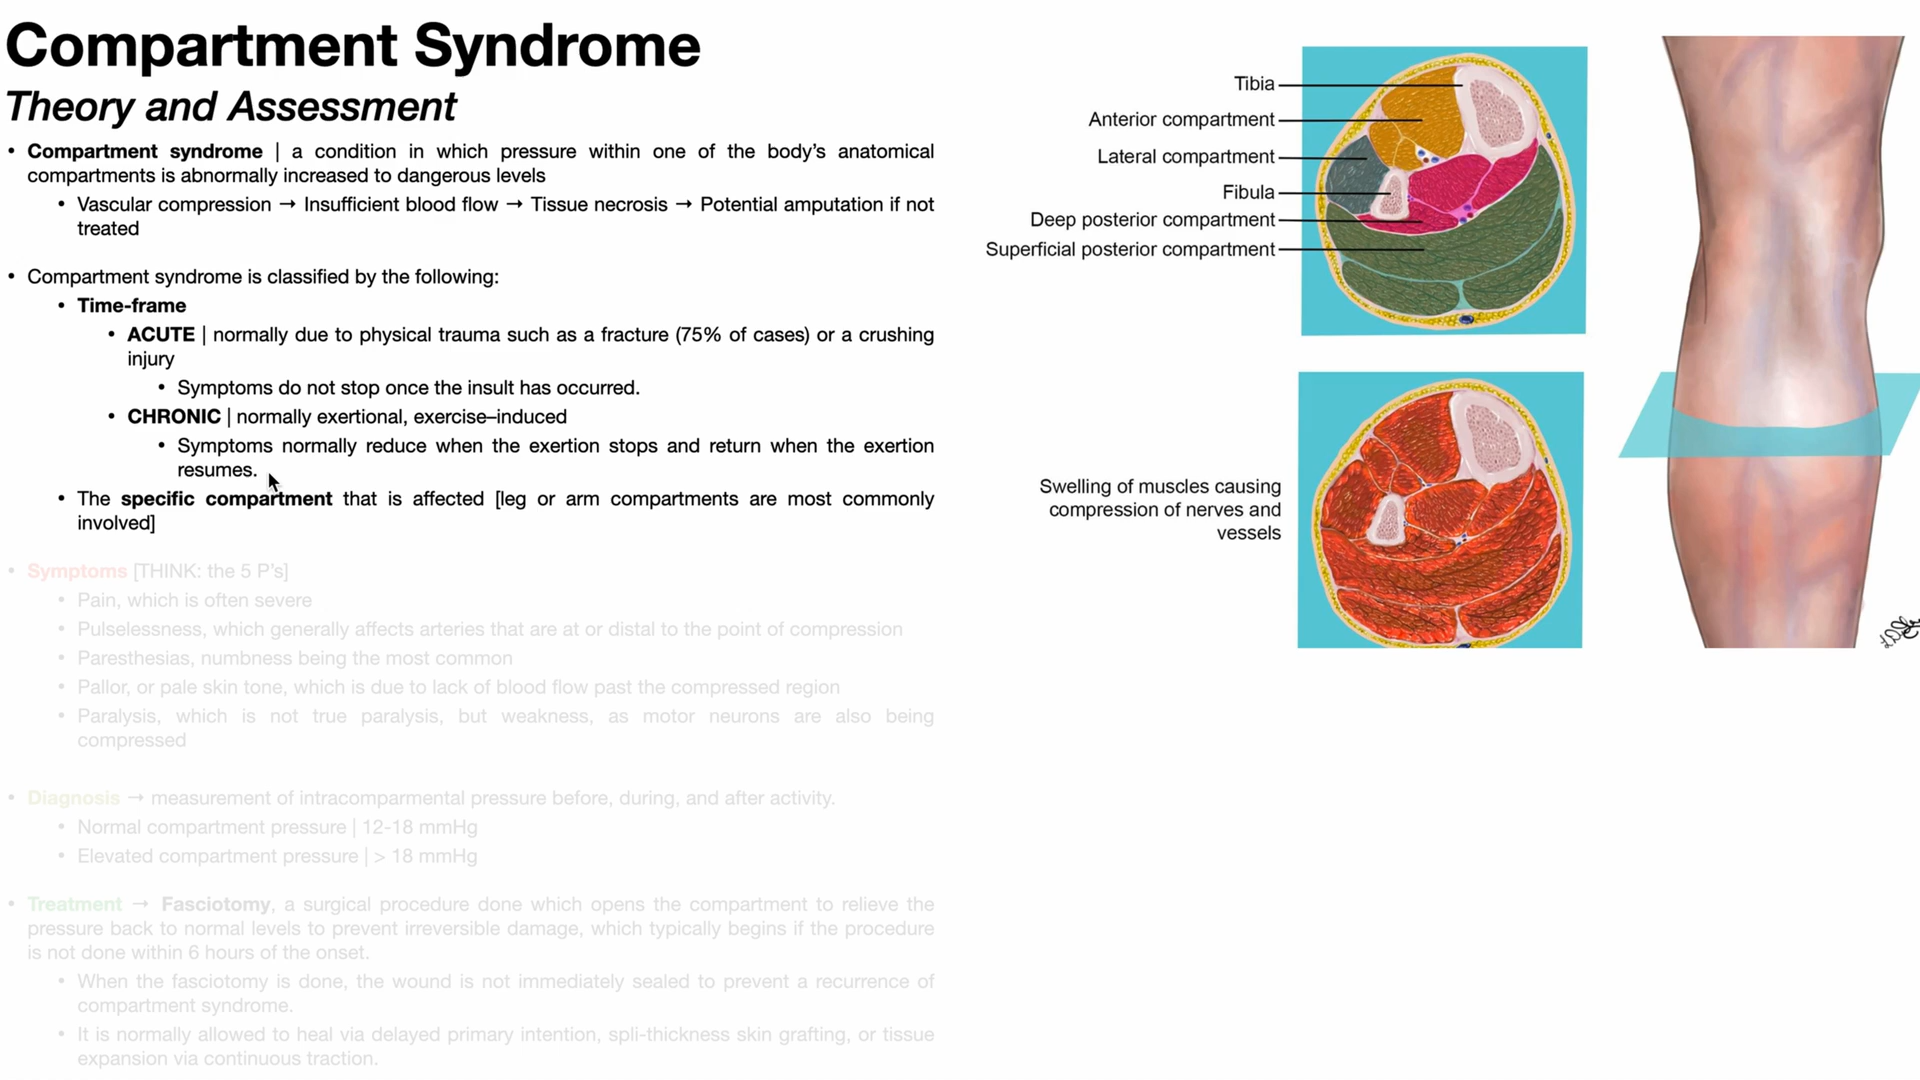 Compartment Syndrome
Theory and Assessment
• Compartment syndrome | a condition in which pressure within one of the body's anatomical
compartments is abnormally increased to dangerous levels
• Vascular compression → Insufficient blood flow → Tissue necrosis → Potential amputation if not
treated
• Compartment syndrome is classified by the following:
• Time-frame
• ACUTE | normally due to physical trauma such as a fracture (75% of cases) or a crushing
injury
• Symptoms do not stop once the insult has occurred.
• CHRONIC | normally exertional, exercise–induced
• Symptoms normally reduce when the exertion stops and return when the exertion
resumes.
• The specific compartment that is affected [leg or arm compartments are most commonly
involved]
• Symptoms [THINK: the 5 P's]
• Pain, which is often severe
• Pulselessness, which generally affects arteries that are at or distal to the point of compression
• Paresthesias, numbness being the most common
• Pallor, or pale skin tone, which is due to lack of blood flow past the compressed region
• Paralysis, which is not true paralysis, but weakness, as motor neurons are also being
compressed
• Diagnosis → measurement of intracomparmental pressure before, during, and after activity.
• Normal compartment pressure | 12-18 mmHg
• Elevated compartment pressure | > 18 mmHg
• Treatment → Fasciotomy, a surgical procedure done which opens the compartment to relieve the
pressure back to normal levels to prevent irreversible damage, which typically begins if the procedure
is not done within 6 hours of the onset.
• When the fasciotomy is done, the wound is not immediately sealed to prevent a recurrence of
compartment syndrome.
• It is normally allowed to heal via delayed primary intention, spli-thickness skin grafting, or tissue
expansion via continuous traction.
Tibia
Anterior compartment
Lateral compartment
Fibula
Deep posterior compartment
Superficial posterior compartment
Swelling of muscles causing
compression of nerves and
vessels